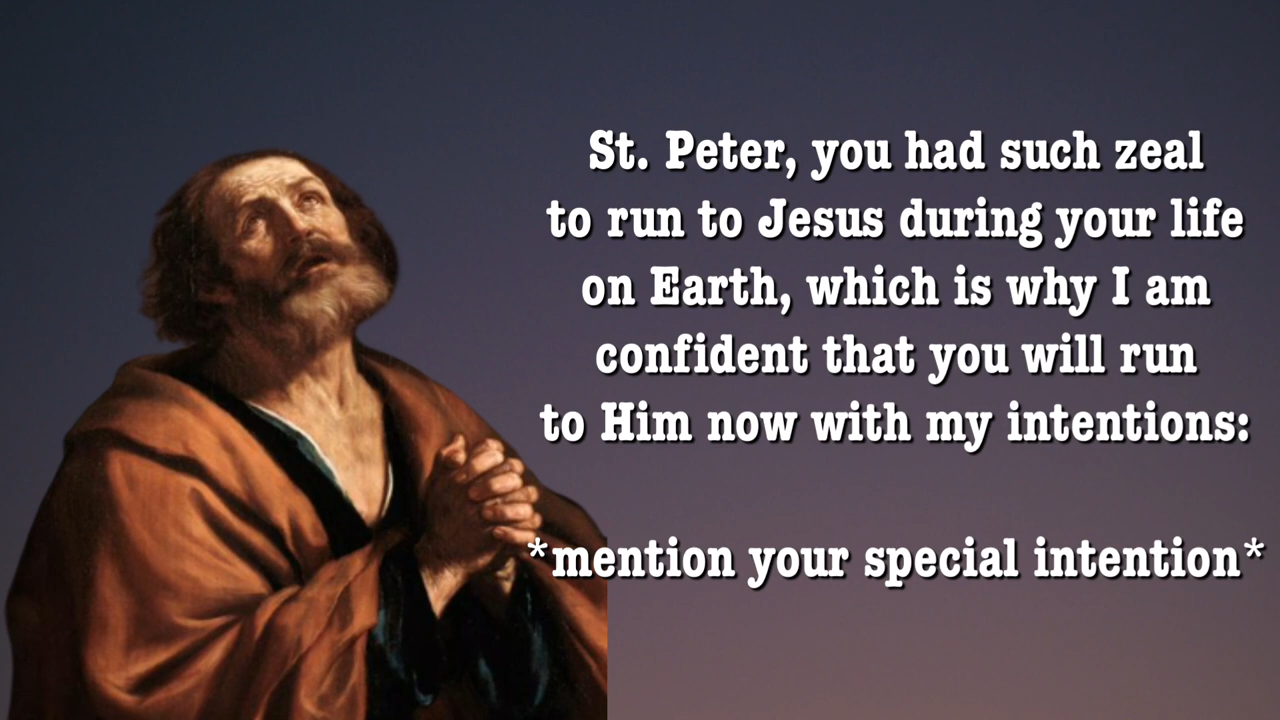 St. Peter, you had such zeal
to run to Jesus during your life
on Earth, which is why I am
confident that you will run
to Him now with my intentions:
*mention your special intention*